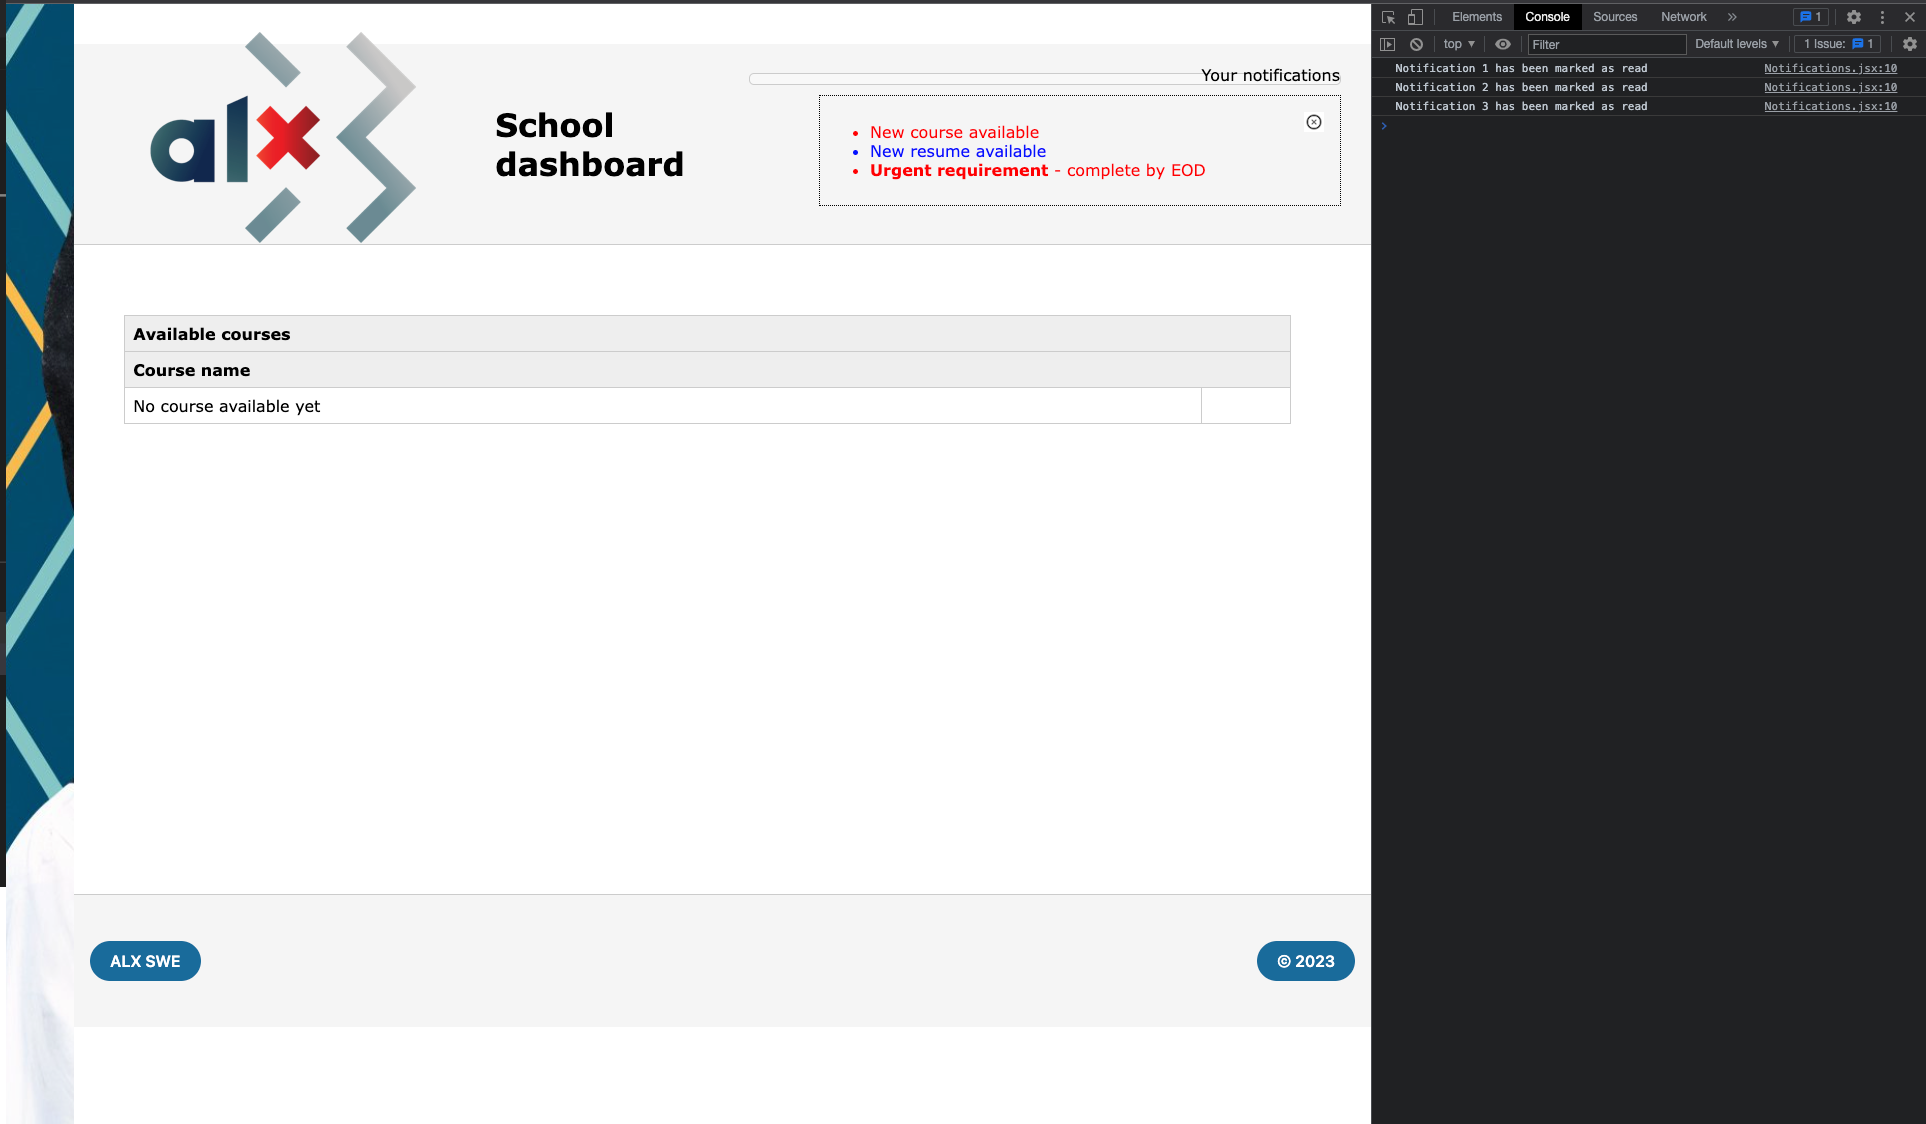 alx
School
dashboard
Your notifications
New course available
New resume available
Urgent requirement - complete by EOD
Available courses
Course name
No course available yet
ALX SWE
© 2023
Elements Console Sources Network » 1
top ▼ Filter Default levels ▼ 1 Issue: 1
Notification 1 has been marked as read Notifications.jsx:10
Notification 2 has been marked as read Notifications.jsx:10
Notification 3 has been marked as read Notifications.jsx:10